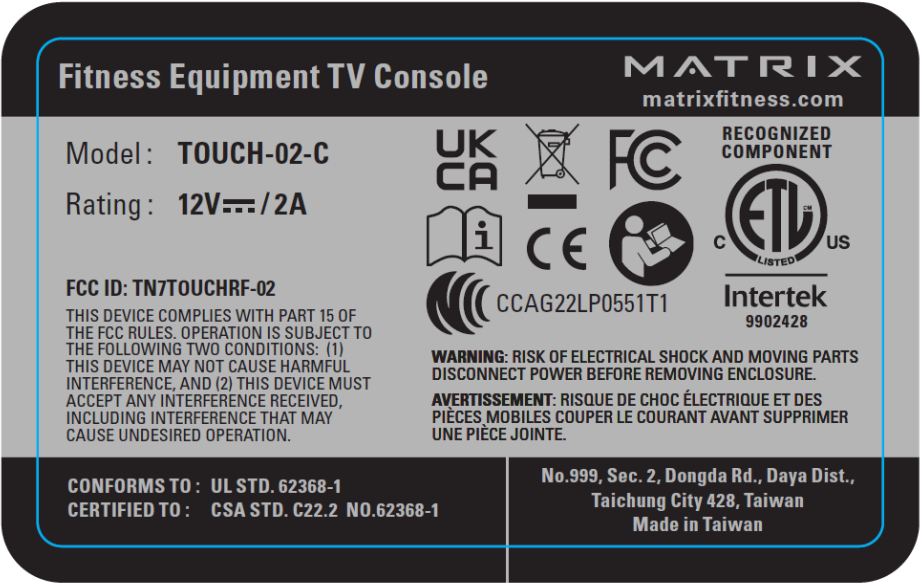 Fitness Equipment TV Console
MATRIX
matrixfitness.com
Model : TOUCH-02-C
Rating : 12V⎓/ 2A
FCC ID: TN7TOUCHRF-02
THIS DEVICE COMPLIES WITH PART 15 OF
THE FCC RULES. OPERATION IS SUBJECT TO
THE FOLLOWING TWO CONDITIONS: (1)
THIS DEVICE MAY NOT CAUSE HARMFUL
INTERFERENCE, AND (2) THIS DEVICE MUST
ACCEPT ANY INTERFERENCE RECEIVED,
INCLUDING INTERFERENCE THAT MAY
CAUSE UNDESIRED OPERATION.
UK
CA
FC
CE
i
CCAG22LP0551T1
RECOGNIZED
COMPONENT
ETL CM
C LISTED US
Intertek
9902428
WARNING: RISK OF ELECTRICAL SHOCK AND MOVING PARTS
DISCONNECT POWER BEFORE REMOVING ENCLOSURE.
AVERTISSEMENT: RISQUE DE CHOC ÉLECTRIQUE ET DES
PIÈCES MOBILES COUPER LE COURANT AVANT SUPPRIMER
UNE PIÈCE JOINTE.
CONFORMS TO : UL STD. 62368-1
CERTIFIED TO : CSA STD. C22.2 NO.62368-1
No.999, Sec. 2, Dongda Rd., Daya Dist.,
Taichung City 428, Taiwan
Made in Taiwan